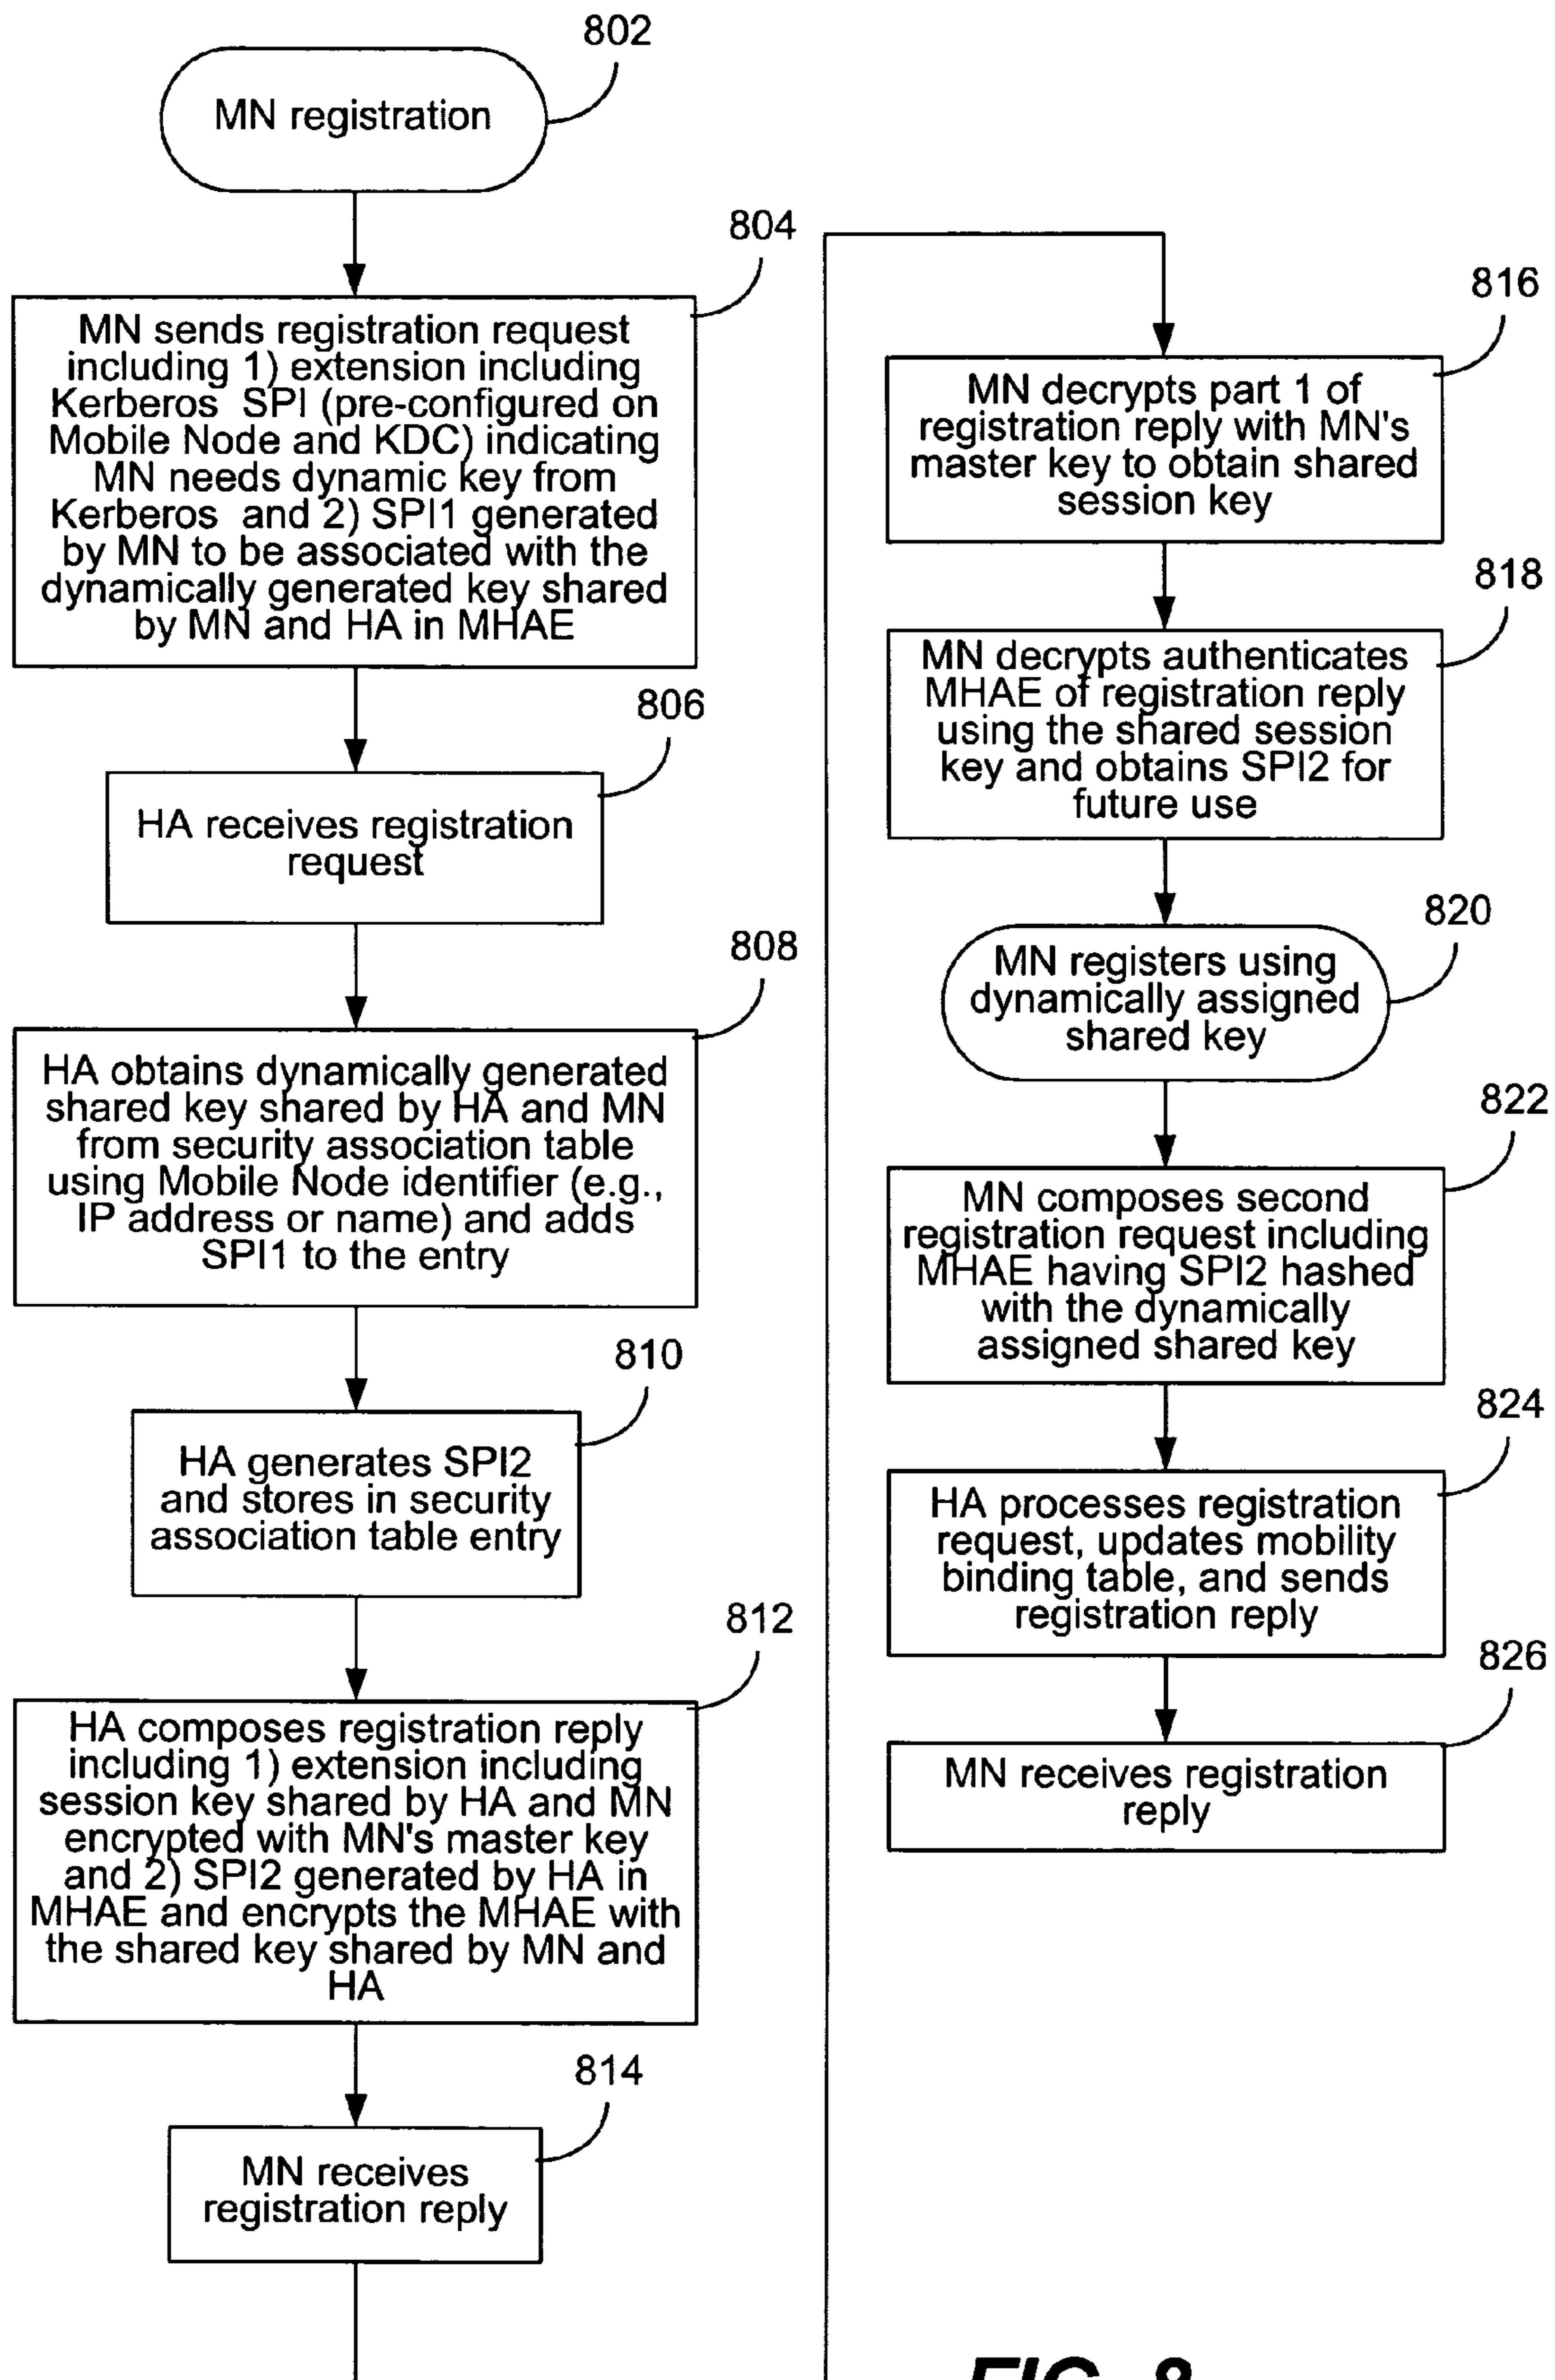 802
MN registration
804
MN sends registration request
including 1) extension including
Kerberos SPI (pre-configured on
Mobile Node and KDC) indicating
MN needs dynamic key from
Kerberos and 2) SPI1 generated
by MN to be associated with the
dynamically generated key shared
by MN and HA in MHAE
806
HA receives registration
request
808
HA obtains dynamically generated
shared key shared by HA and MN
from security association table
using Mobile Node identifier (e.g.,
IP address or name) and adds
SPI1 to the entry
810
HA generates SPI2
and stores in security
association table entry
812
HA composes registration reply
including 1) extension including
session key shared by HA and MN
encrypted with MN's master key
and 2) SPI2 generated by HA in
MHAE and encrypts the MHAE with
the shared key shared by MN and
HA
814
MN receives
registration reply
816
MN decrypts part 1 of
registration reply with MN's
master key to obtain shared
session key
818
MN decrypts authenticates
MHAE of registration reply
using the shared session
key and obtains SPI2 for
future use
820
MN registers using
dynamically assigned
shared key
822
MN composes second
registration request including
MHAE having SPI2 hashed
with the dynamically
assigned shared key
824
HA processes registration
request, updates mobility
binding table, and sends
registration reply
826
MN receives registration
reply
FIG. 8